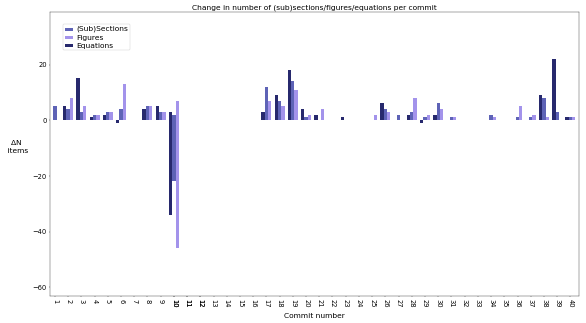 Change in number of (sub)sections/figures/equations per commit
(Sub)Sections
Figures
Equations
20
0
−20
−40
−60
ΔN
items
1 2 3 4 5 6 7 8 9 10 11 12 13 14 15 16 17 18 19 20 21 22 23 24 25 26 27 28 29 30 31 32 33 34 35 36 37 38 39 40
Commit number